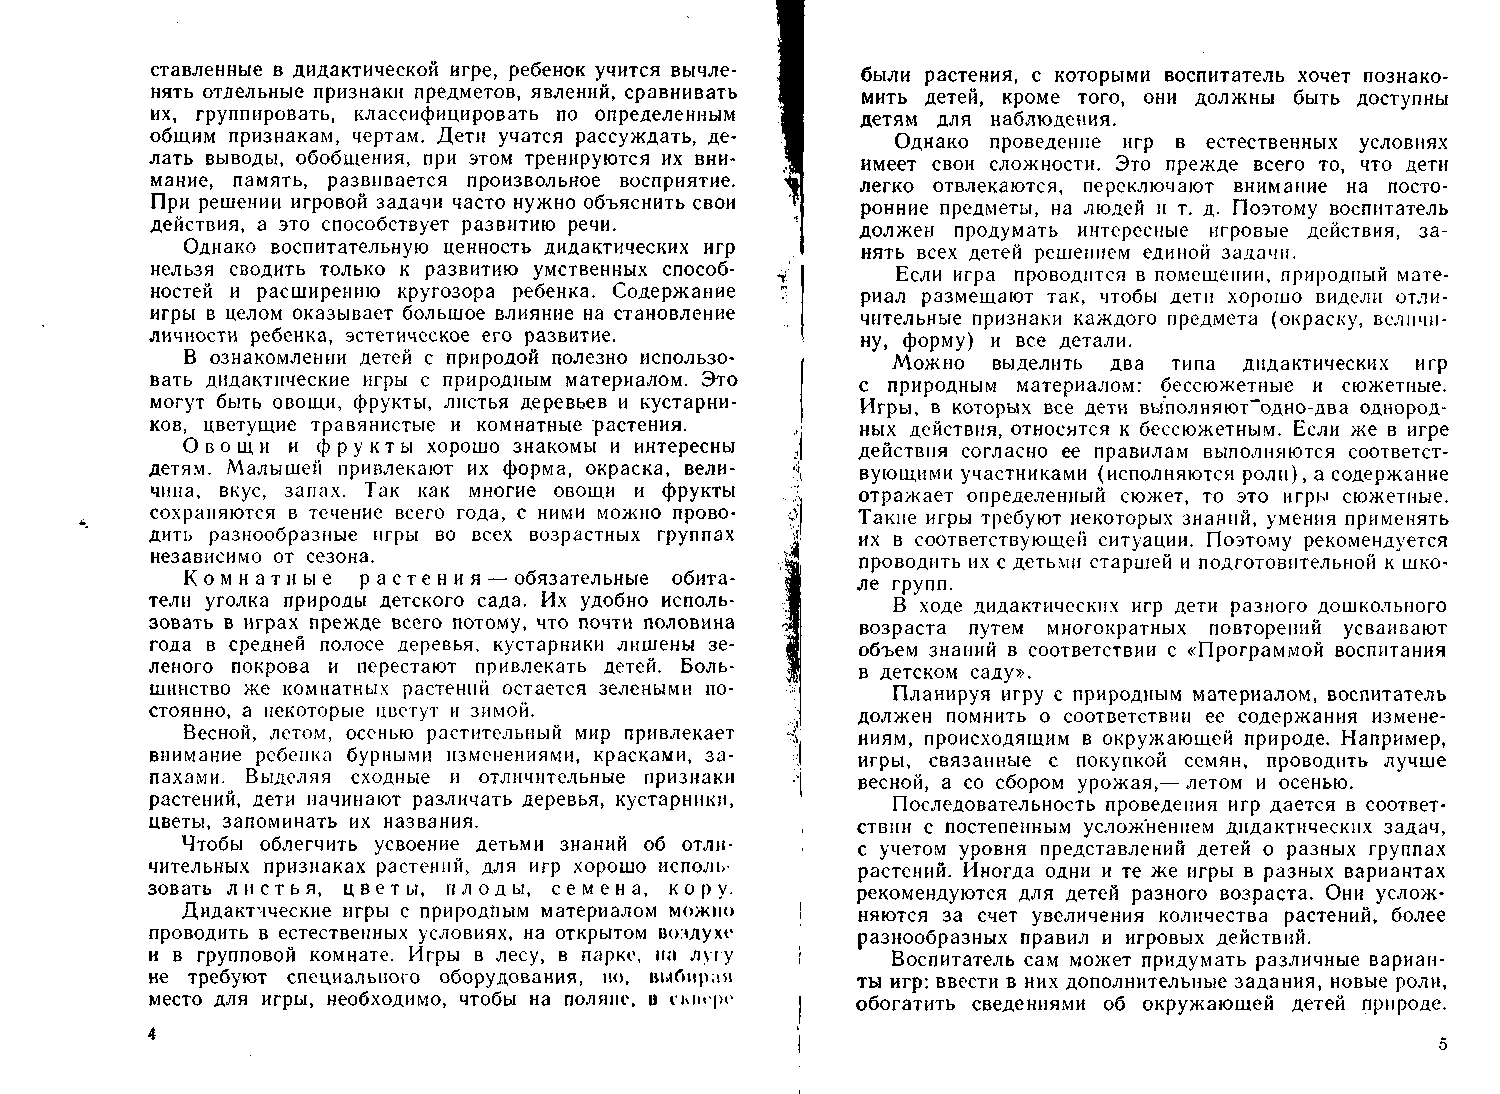 ставленные в дидактической игре, ребенок учится вычле-
нять отдельные признаки предметов, явлений, сравнивать
их, группировать, классифицировать по определенным
общим признакам, чертам. Дети учатся рассуждать, де-
лать выводы, обобщения, при этом тренируются их вни-
мание, память, развивается произвольное восприятие.
При решении игровой задачи часто нужно объяснить свои
действия, а это способствует развитию речи.
Однако воспитательную ценность дидактических игр
нельзя сводить только к развитию умственных способ-
ностей и расширению кругозора ребенка. Содержание
игры в целом оказывает большое влияние на становление
личности ребенка, эстетическое его развитие.
В ознакомлении детей с природой полезно использо-
вать дидактические игры с природным материалом. Это
могут быть овощи, фрукты, листья деревьев и кустарни-
ков, цветущие травянистые и комнатные растения.
Овощи и фрукты хорошо знакомы и интересны
детям. Малышей привлекают их форма, окраска, вели-
чина, вкус, запах. Так как многие овощи и фрукты
сохраняются в течение всего года, с ними можно прово-
дить разнообразные игры во всех возрастных группах
независимо от сезона.
Комнатные растения — обязательные обита-
тели уголка природы детского сада. Их удобно исполь-
зовать в играх прежде всего потому, что почти половина
года в средней полосе деревья, кустарники лишены зе-
леного покрова и перестают привлекать детей. Боль-
шинство же комнатных растений остается зелеными по-
стоянно, а некоторые цветут и зимой.
Весной, летом, осенью растительный мир привлекает
внимание ребенка бурными изменениями, красками, за-
пахами. Выделяя сходные и отличительные признаки
растений, дети начинают различать деревья, кустарники,
цветы, запоминать их названия.
Чтобы облегчить усвоение детьми знаний об отли-
чительных признаках растений, для игр хорошо исполь-
зовать листья, цветы, плоды, семена, кору.
Дидактические игры с природным материалом можно
проводить в естественных условиях, на открытом воздухе
и в групповой комнате. Игры в лесу, в парке, на лугу
не требуют специального оборудования, но, выбирая
место для игры, необходимо, чтобы на поляне, в сквере
4
были растения, с которыми воспитатель хочет познако-
мить детей, кроме того, они должны быть доступны
детям для наблюдения.
Однако проведение игр в естественных условиях
имеет свои сложности. Это прежде всего то, что дети
легко отвлекаются, переключают внимание на посто-
ронние предметы, на людей и т. д. Поэтому воспитатель
должен продумать интересные игровые действия, за-
нять всех детей решением единой задачи.
Если игра проводится в помещении, природный мате-
риал размещают так, чтобы дети хорошо видели отли-
чительные признаки каждого предмета (окраску, величи-
ну, форму) и все детали.
Можно выделить два типа дидактических игр
с природным материалом: бессюжетные и сюжетные.
Игры, в которых все дети выполняют одно-два однород-
ных действия, относятся к бессюжетным. Если же в игре
действия согласно ее правилам выполняются соответст-
вующими участниками (исполняются роли), а содержание
отражает определенный сюжет, то это игры сюжетные.
Такие игры требуют некоторых знаний, умения применять
их в соответствующей ситуации. Поэтому рекомендуется
проводить их с детьми старшей и подготовительной к шко-
ле групп.
В ходе дидактических игр дети разного дошкольного
возраста путем многократных повторений усваивают
объем знаний в соответствии с «Программой воспитания
в детском саду».
Планируя игру с природным материалом, воспитатель
должен помнить о соответствии ее содержания измене-
ниям, происходящим в окружающей природе. Например,
игры, связанные с покупкой семян, проводить лучше
весной, а со сбором урожая,— летом и осенью.
Последовательность проведения игр дается в соответ-
ствии с постепенным усложнением дидактических задач,
с учетом уровня представлений детей о разных группах
растений. Иногда одни и те же игры в разных вариантах
рекомендуются для детей разного возраста. Они услож-
няются за счет увеличения количества растений, более
разнообразных правил и игровых действий.
Воспитатель сам может придумать различные вариан-
ты игр: ввести в них дополнительные задания, новые роли,
обогатить сведениями об окружающей детей природе.
5